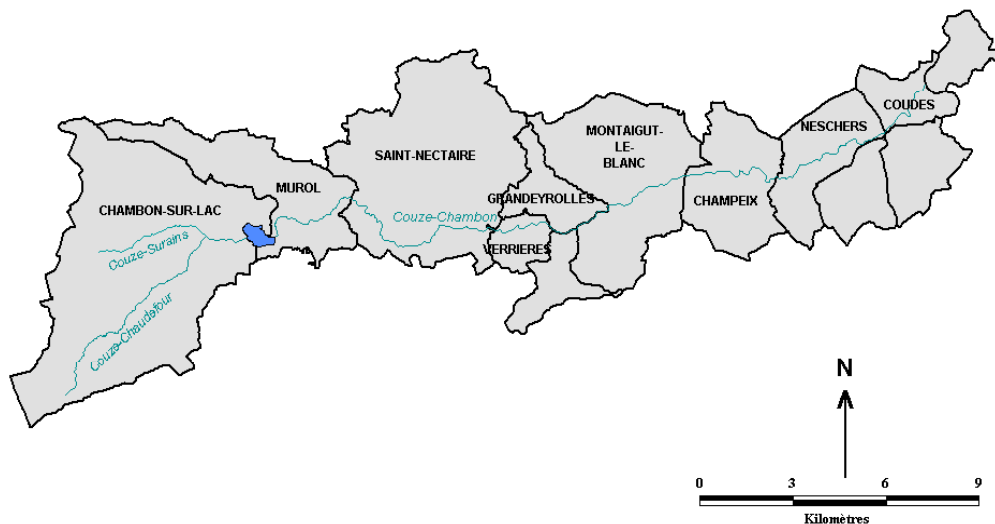 COUDES
NESCHERS
MONTAIGUT-
LE-
BLANC
SAINT-NECTAIRE
MUROL
GRANDEYROLLES
CHAMPEIX
CHAMBON-SUR-LAC
Couze-Chambon
Couze-Surains
VERRIERES
Couze-Chaudefour
N
0 3 6 9
Kilomètres